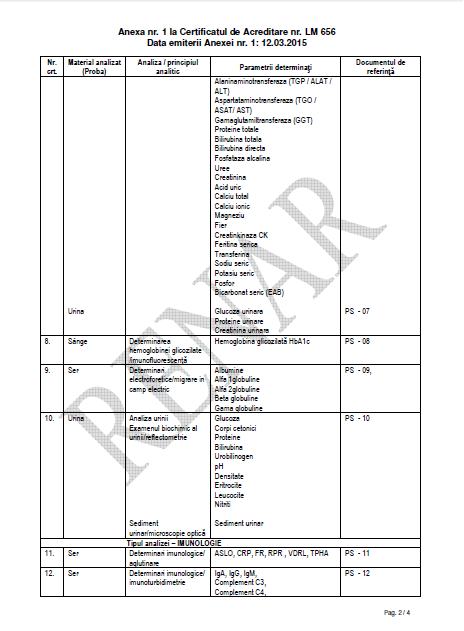 Anexa nr. 1 la Certificatul de Acreditare nr. LM 656
Data emiterii Anexei nr. 1: 12.03.2015
Nr. crt. Material analizat (Proba) Analiza / principiul analitic Parametrii determinaţi Documentul de referinţă
Alaninaminotransferaza (TGP / ALAT /
ALT)
Aspartataminotransferaza (TGO /
ASAT/ AST)
Gamaglutamiltransferaza (GGT)
Proteine totale
Bilirubina totala
Bilirubina directa
Fosfataza alcalina
Uree
Creatinina
Acid uric
Calciu total
Calciu ionic
Magneziu
Fier
Creatinkinaza CK
Feritina serica
Transferina
Sodiu seric
Potasiu seric
Fosfor
Bicarbonat seric (EAB)
Urina Glucoza urinara PS - 07
Proteine urinare
Creatinina urinara
8. Sânge Determinarea Hemoglobina glicozilată HbA1c PS - 08
hemoglobinei glicozilate
/imunofluorescenţă
9. Ser Determinari Albumine PS - 09,
electroforetice/migrare in Alfa 1globuline
camp electric Alfa 2globuline
Beta globuline
Gama globuline
10. Urina Analiza urinii Glucoza PS - 10
Examenul biochimic al Corpi cetonici
urinii/reflectometrie Proteine
Bilirubina
Urobilinogen
pH
Densitate
Eritrocite
Leucocite
Nitriti
Sediment Sediment urinar
urinar/microscopie optică
Tipul analizei – IMUNOLOGIE
11. Ser Determinari imunologice/ ASLO, CRP, FR, RPR , VDRL, TPHA PS - 11
aglutinare
12. Ser Determinari imunologice/ IgA, IgG, IgM, PS - 12
imunoturbidimetrie Complement C3,
Complement C4,
RENAR
Pag. 2 / 4